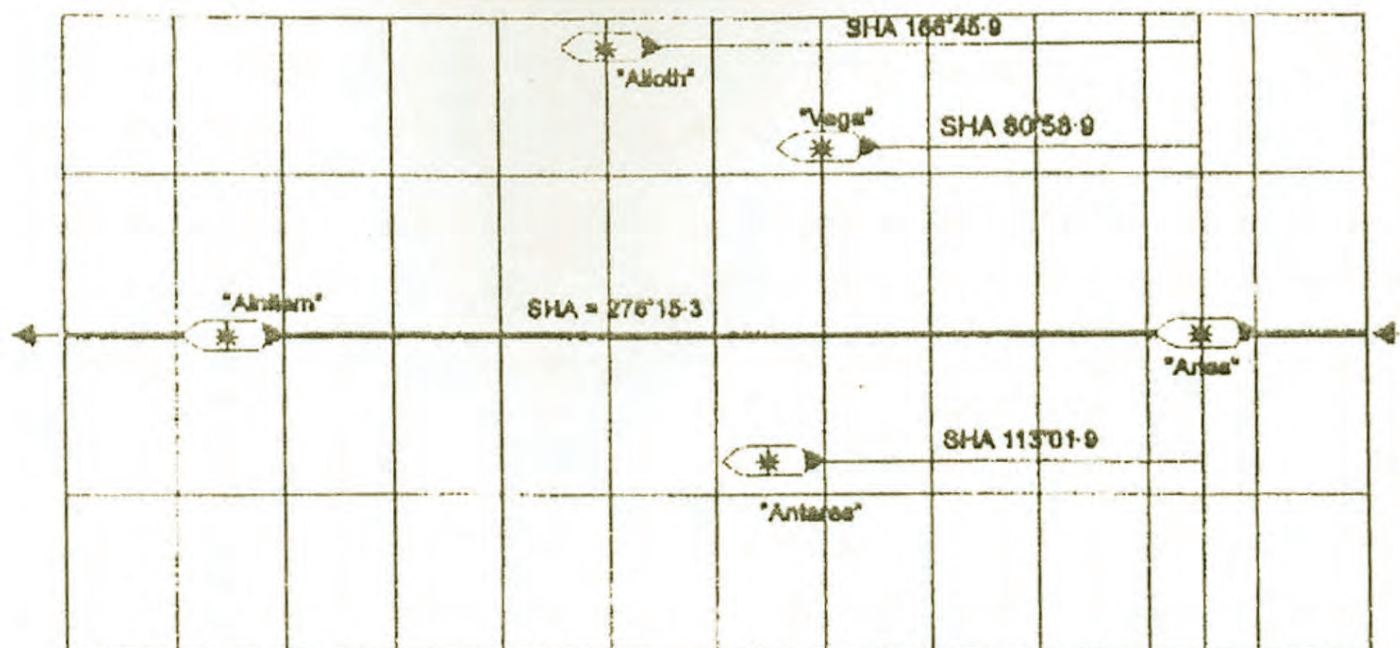 SHA 166°45·9
"Alioth"
"Vega"
SHA 80°58·9
"Alnilam"
SHA = 276°15·3
"Aries"
SHA 113°01·9
"Antares"